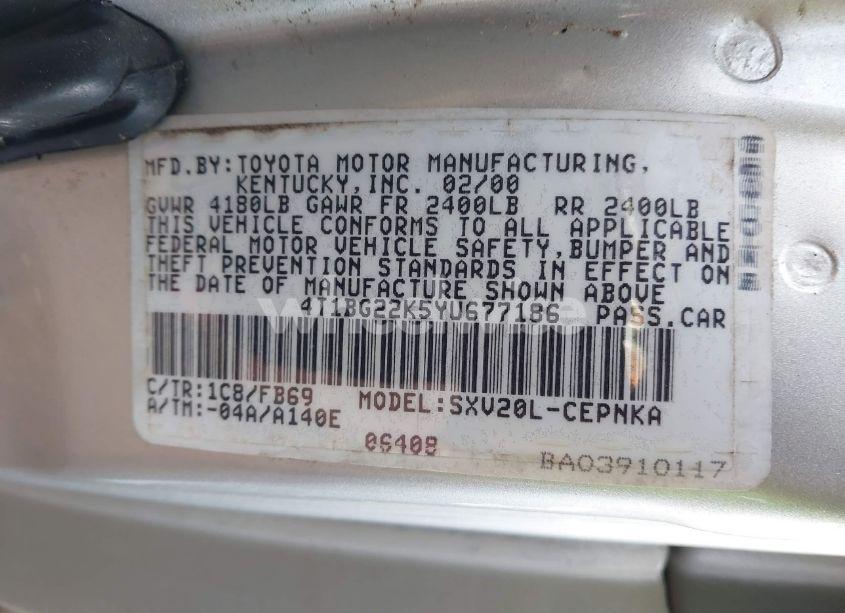 MFD.BY:TOYOTA MOTOR MANUFACTURING,
KENTUCKY,INC. 02/00
GVWR 4180LB GAWR FR 2400LB RR 2400LB
THIS VEHICLE CONFORMS TO ALL APPLICABLE
FEDERAL MOTOR VEHICLE SAFETY,BUMPER AND
THEFT PREVENTION STANDARDS IN EFFECT ON
THE DATE OF MANUFACTURE SHOWN ABOVE
4T1BG22K5YU677186 PASS.CAR
C/TR:1C8/FB69 MODEL:SXV20L-CEPNKA
A/TM:-04A/A140E
06408
BA03910117